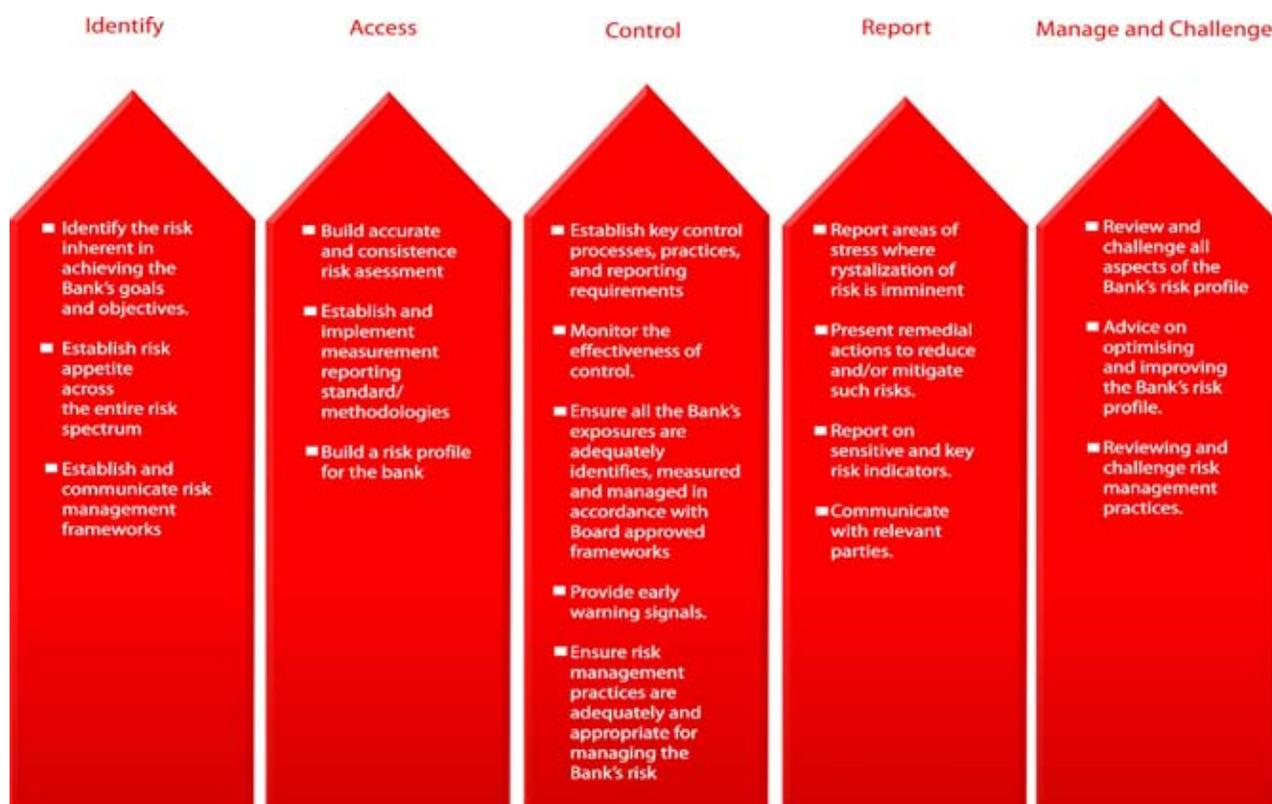 Identify
Identify the risk
inherent in
achieving the
Bank's goals
and objectives.
Establish risk
appetite
across
the entire risk
spectrum
Establish and
communicate risk
management
frameworks
Access
Build accurate
and consistence
risk asessment
Establish and
implement
measurement
reporting
standard/
methodologies
Build a risk profile
for the bank
Control
Establish key control
processes, practices,
and reporting
requirements
Monitor the
effectiveness of
control.
Ensure all the Bank's
exposures are
adequately
identifies, measured
and managed in
accordance with
Board approved
frameworks
Provide early
warning signals.
Ensure risk
management
practices are
adequately and
appropriate for
managing the
Bank's risk
Report
Report areas of
stress where
rystalization of
risk is imminent
Present remedial
actions to reduce
and/or mitigate
such risks.
Report on
sensitive and key
risk indicators.
Communicate
with relevant
parties.
Manage and Challenge
Review and
challenge all
aspects of the
Bank's risk profile
Advice on
optimising
and improving
the Bank's risk
profile.
Reviewing and
challenge risk
management
practices.